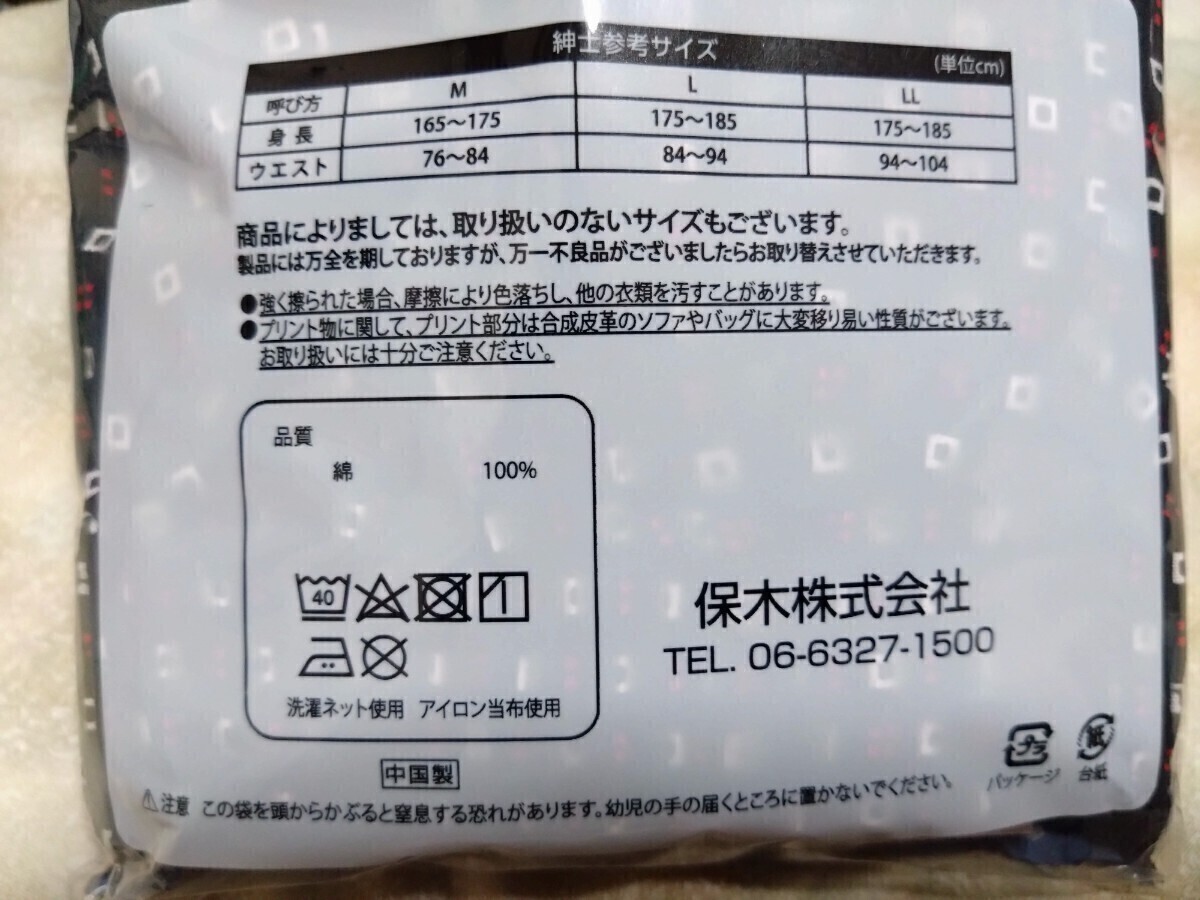 紳士参考サイズ (単位cm)
呼び方 M L LL
身長 165〜175 175〜185 175〜185
ウエスト 76〜84 84〜94 94〜104
商品によりましては、取り扱いのないサイズもございます。
製品には万全を期しておりますが、万一不良品がございましたらお取り替えさせていただきます。
●強く擦られた場合、摩擦により色落ちし、他の衣類を汚すことがあります。
●プリント物に関して、プリント部分は合成皮革のソファやバッグに大変移り易い性質がございます。
お取り扱いには十分ご注意ください。
品質
綿 100%
40
洗濯ネット使用 アイロン当布使用
保木株式会社
TEL. 06-6327-1500
プラ 紙
パッケージ 台紙
中国製
⚠注意 この袋を頭からかぶると窒息する恐れがあります。幼児の手の届くところに置かないでください。